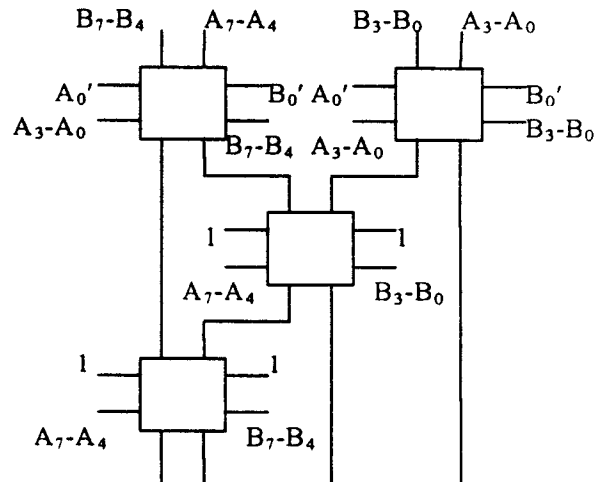 B₇-B₄ A₇-A₄ B₃-B₀ A₃-A₀
A₀' B₀' A₀' B₀'
A₃-A₀ B₇-B₄ A₃-A₀ B₃-B₀
1 1
A₇-A₄ B₃-B₀
1 1
A₇-A₄ B₇-B₄